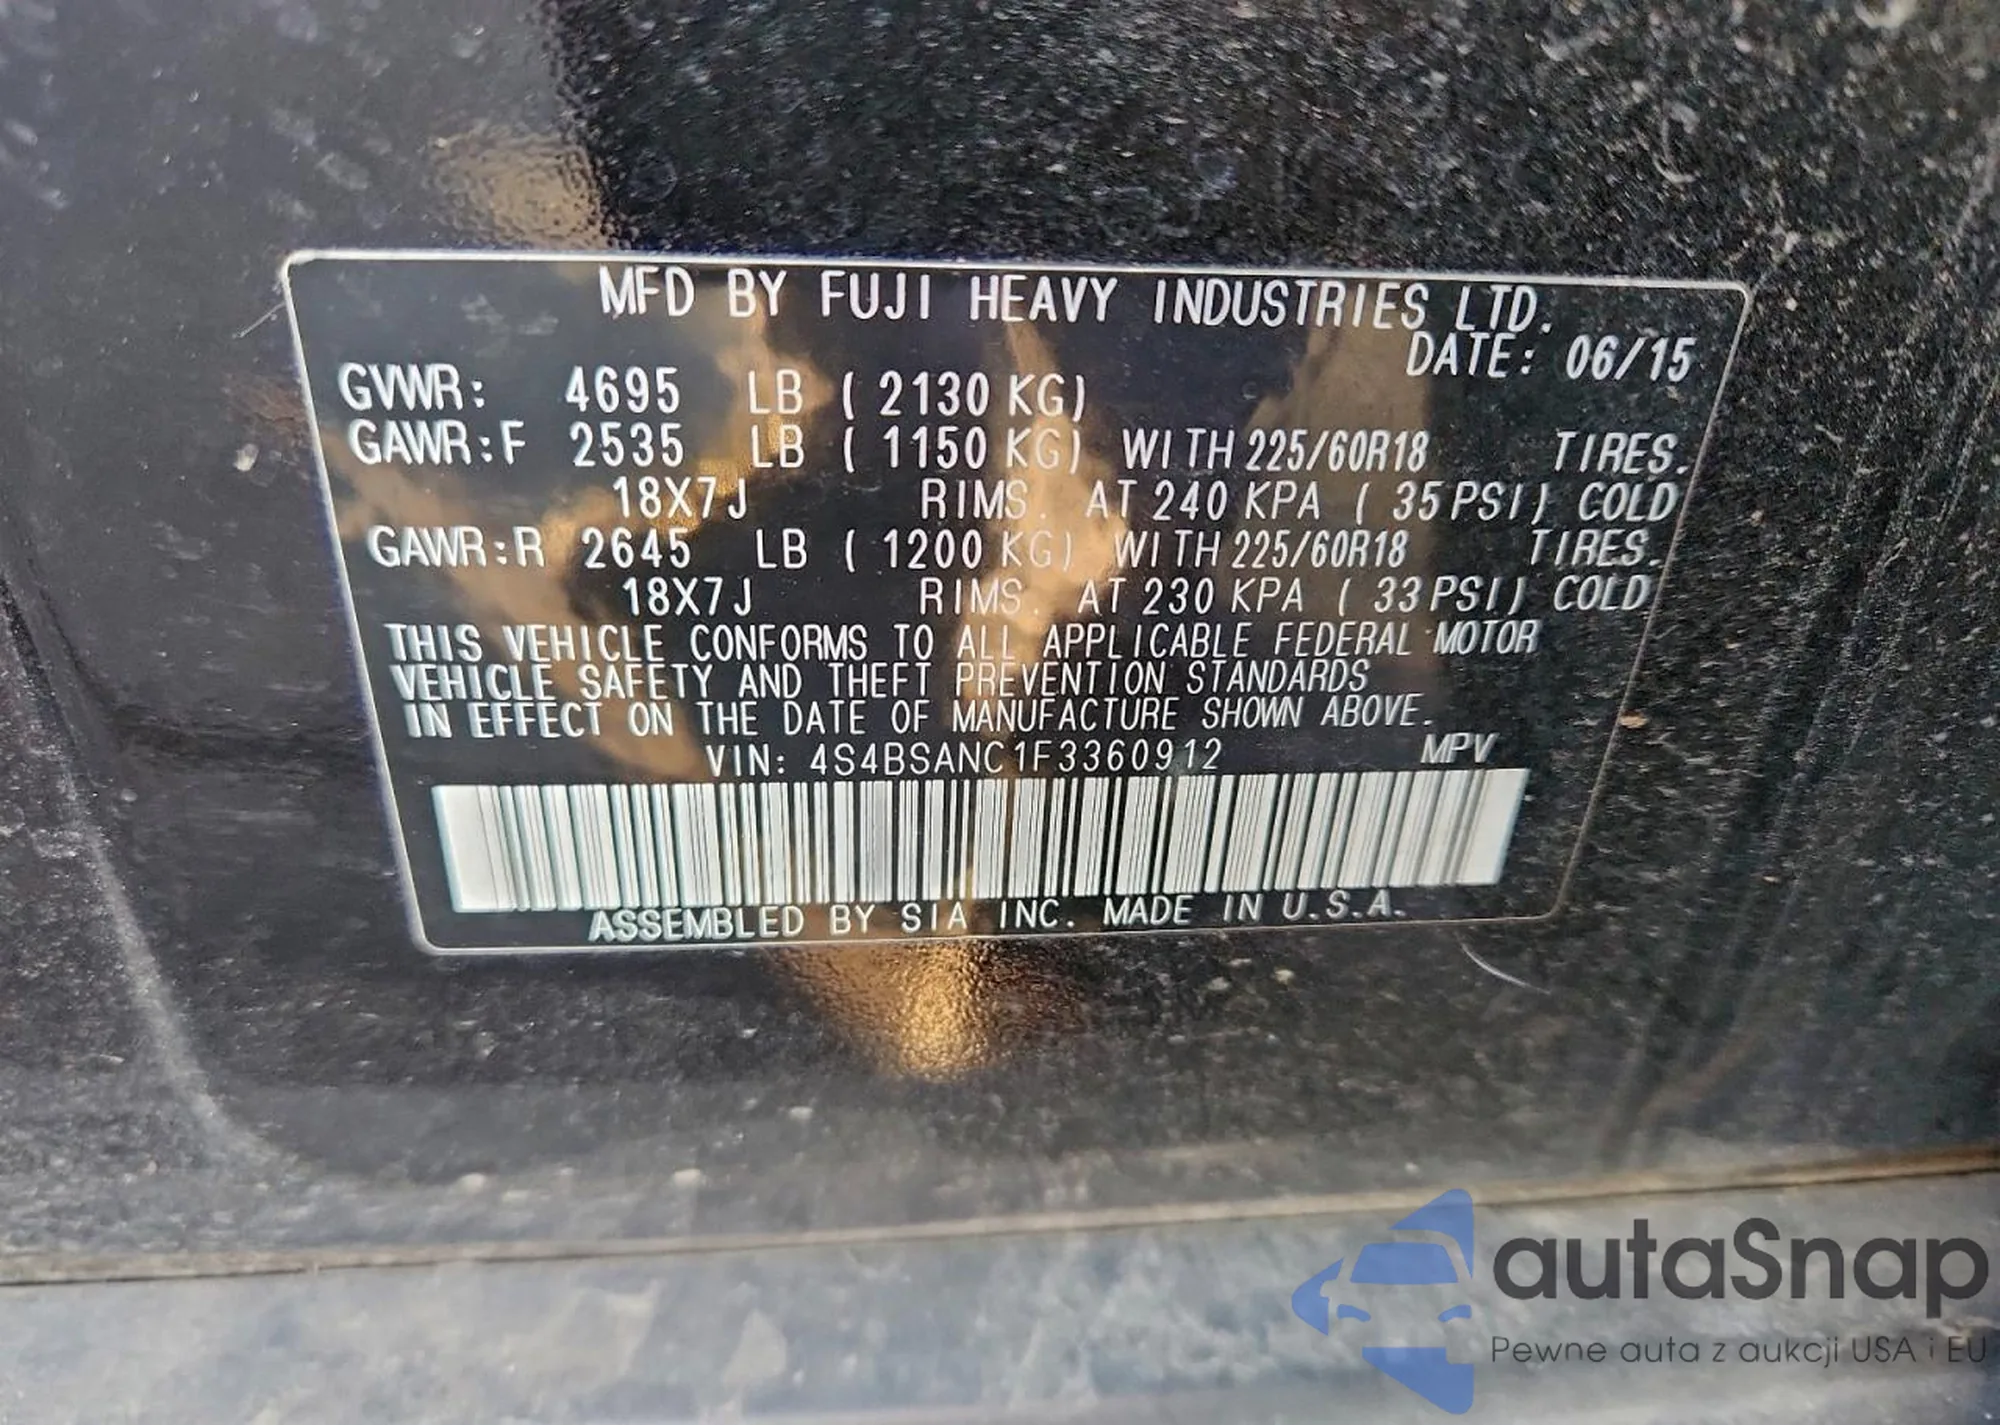 MFD BY FUJI HEAVY INDUSTRIES LTD.
DATE: 06/15
GVWR: 4695 LB ( 2130 KG)
GAWR:F 2535 LB ( 1150 KG) WITH 225/60R18 TIRES.
18X7J RIMS. AT 240 KPA ( 35 PSI) COLD
GAWR:R 2645 LB ( 1200 KG) WITH 225/60R18 TIRES.
18X7J RIMS. AT 230 KPA ( 33 PSI) COLD
THIS VEHICLE CONFORMS TO ALL APPLICABLE FEDERAL MOTOR
VEHICLE SAFETY AND THEFT PREVENTION STANDARDS
IN EFFECT ON THE DATE OF MANUFACTURE SHOWN ABOVE.
VIN: 4S4BSANC1F3360912 MPV
ASSEMBLED BY SIA INC. MADE IN U.S.A.
autaSnap
Pewne auta z aukcji USA i EU